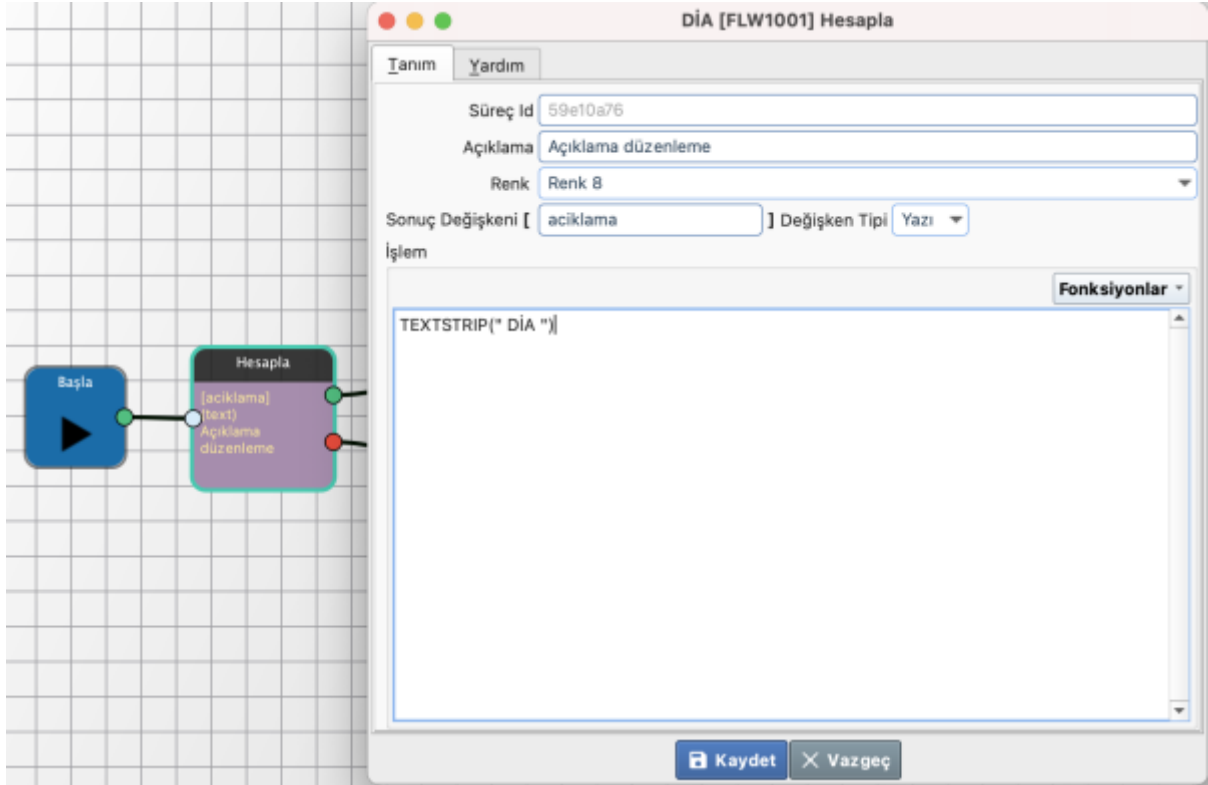 DİA [FLW1001] Hesapla
Tanım Yardım
Süreç Id 59e10a76
Açıklama Açıklama düzenleme
Renk Renk 8
Sonuç Değişkeni [ aciklama ] Değişken Tipi Yazı
İşlem
Fonksiyonlar
TEXTSTRIP(" DİA ")
Başla
Hesapla
[aciklama]
(text)
Açıklama
düzenleme
Kaydet Vazgeç